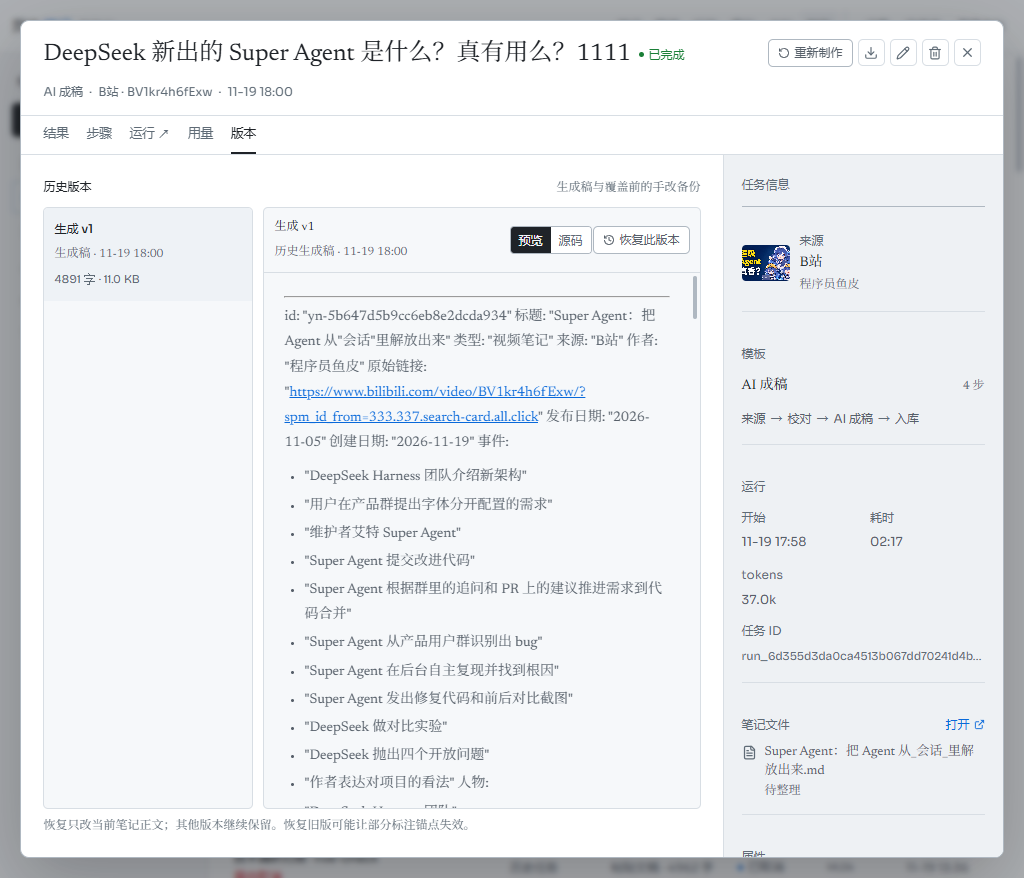 DeepSeek 新出的 Super Agent 是什么？真有用么？1111
已完成
重新制作
AI 成稿 · B站 · BV1kr4h6fExw · 11-19 18:00
结果
步骤
运行 ↗
用量
版本
历史版本
生成稿与覆盖前的手改备份
生成 v1
生成稿 · 11-19 18:00
4891 字 · 11.0 KB
生成 v1
历史生成稿 · 11-19 18:00
预览
源码
恢复此版本
id: "yn-5b647d5b9cc6eb8e2dcda934" 标题: "Super Agent：把
Agent 从"会话"里解放出来" 类型: "视频笔记" 来源: "B站" 作者:
"程序员鱼皮" 原始链接:
"https://www.bilibili.com/video/BV1kr4h6fExw/?
spm_id_from=333.337.search-card.all.click" 发布日期: "2026-
11-05" 创建日期: "2026-11-19" 事件:
• "DeepSeek Harness 团队介绍新架构"
• "用户在产品群提出字体分开配置的需求"
• "维护者艾特 Super Agent"
• "Super Agent 提交改进代码"
• "Super Agent 根据群里的追问和 PR 上的建议推进需求到代
码合并"
• "Super Agent 从产品用户群识别出 bug"
• "Super Agent 在后台自主复现并找到根因"
• "Super Agent 发出修复代码和前后对比截图"
• "DeepSeek 做对比实验"
• "DeepSeek 抛出四个开放问题"
• "作者表达对项目的看法" 人物:
恢复只改当前笔记正文；其他版本继续保留。恢复旧版可能让部分标注锚点失效。
任务信息
来源
B站
程序员鱼皮
模板
AI 成稿
4 步
来源 → 校对 → AI 成稿 → 入库
运行
开始
耗时
11-19 17:58
02:17
tokens
37.0k
任务 ID
run_6d355d3da0ca4513b067dd70241d4b...
笔记文件
打开
Super Agent：把 Agent 从_会话_里解
放出来.md
待整理